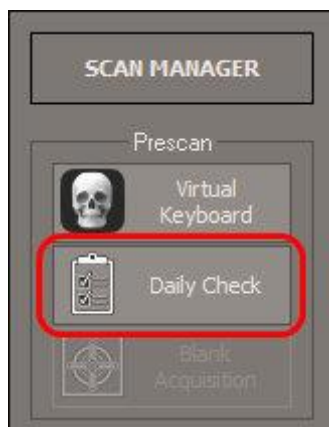 SCAN MANAGER
Prescan
Virtual
Keyboard
Daily Check
Blank
Acquisition